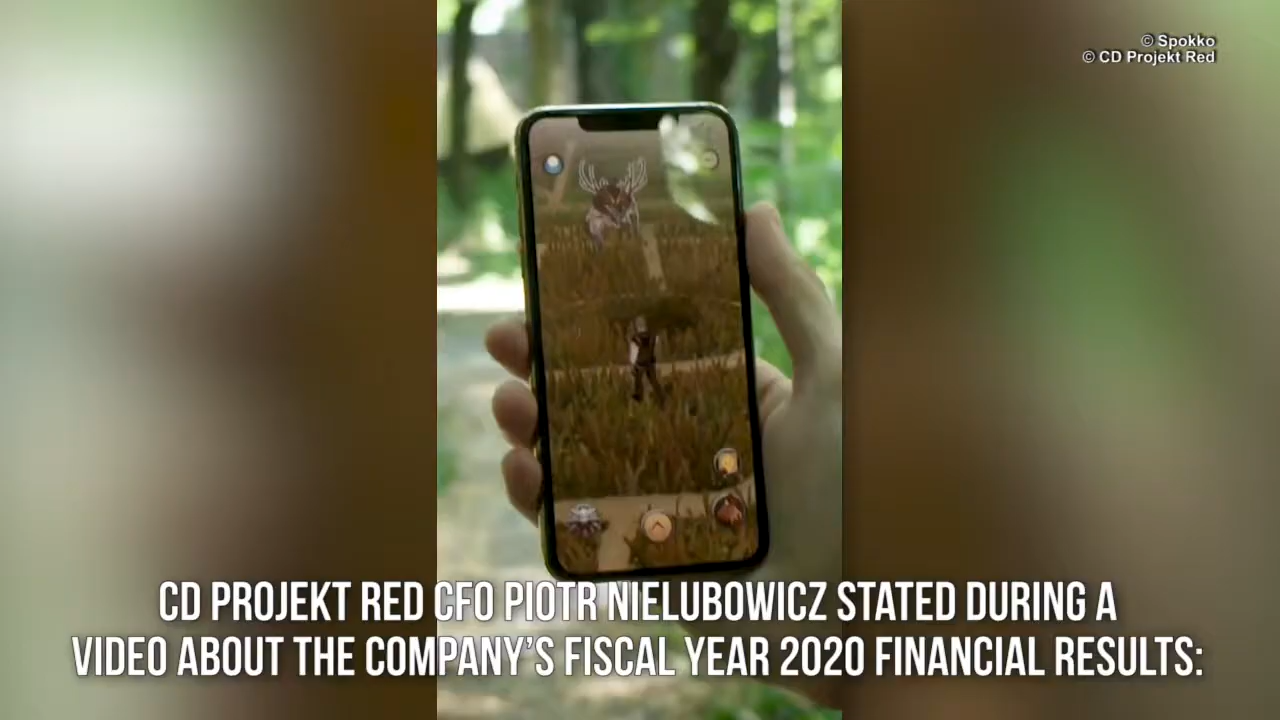 © Spokko
© CD Projekt Red
CD PROJEKT RED CFO PIOTR NIELUBOWICZ STATED DURING A
VIDEO ABOUT THE COMPANY'S FISCAL YEAR 2020 FINANCIAL RESULTS: